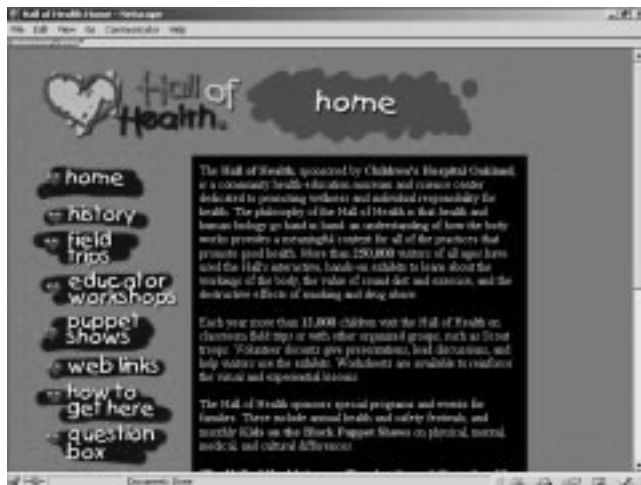 Hall of Health Home - Netscape
File Edit View Go Communicator Help
Hall of
Health
home
home
history
field
trips
educator
workshops
puppet
shows
web links
how to
get here
question
box
The Hall of Health, sponsored by Children's Hospital Oakland,
is a community health-education museum and science center
dedicated to promoting wellness and individual responsibility for
health. The philosophy of the Hall of Health is that health and
human biology go hand in hand: an understanding of how the body
works provides a meaningful context for all of the practices that
promote good health. More than 250,000 visitors of all ages have
used the Hall's interactive, hands-on exhibits to learn about the
workings of the body, the value of sound diet and exercise, and the
destructive effects of smoking and drug abuse.
Each year more than 13,000 children visit the Hall of Health on
classroom field trips or with other organized groups, such as Scout
troops. Volunteer docents give presentations, lead discussions, and
help visitors use the exhibits. Worksheets are available to reinforce
the visual and experiential lessons.
The Hall of Health sponsors special programs and events for
families. These include annual health and safety festivals, and
monthly Kids on the Block Puppet Shows on physical, mental,
medical, and cultural differences.
Document: Done